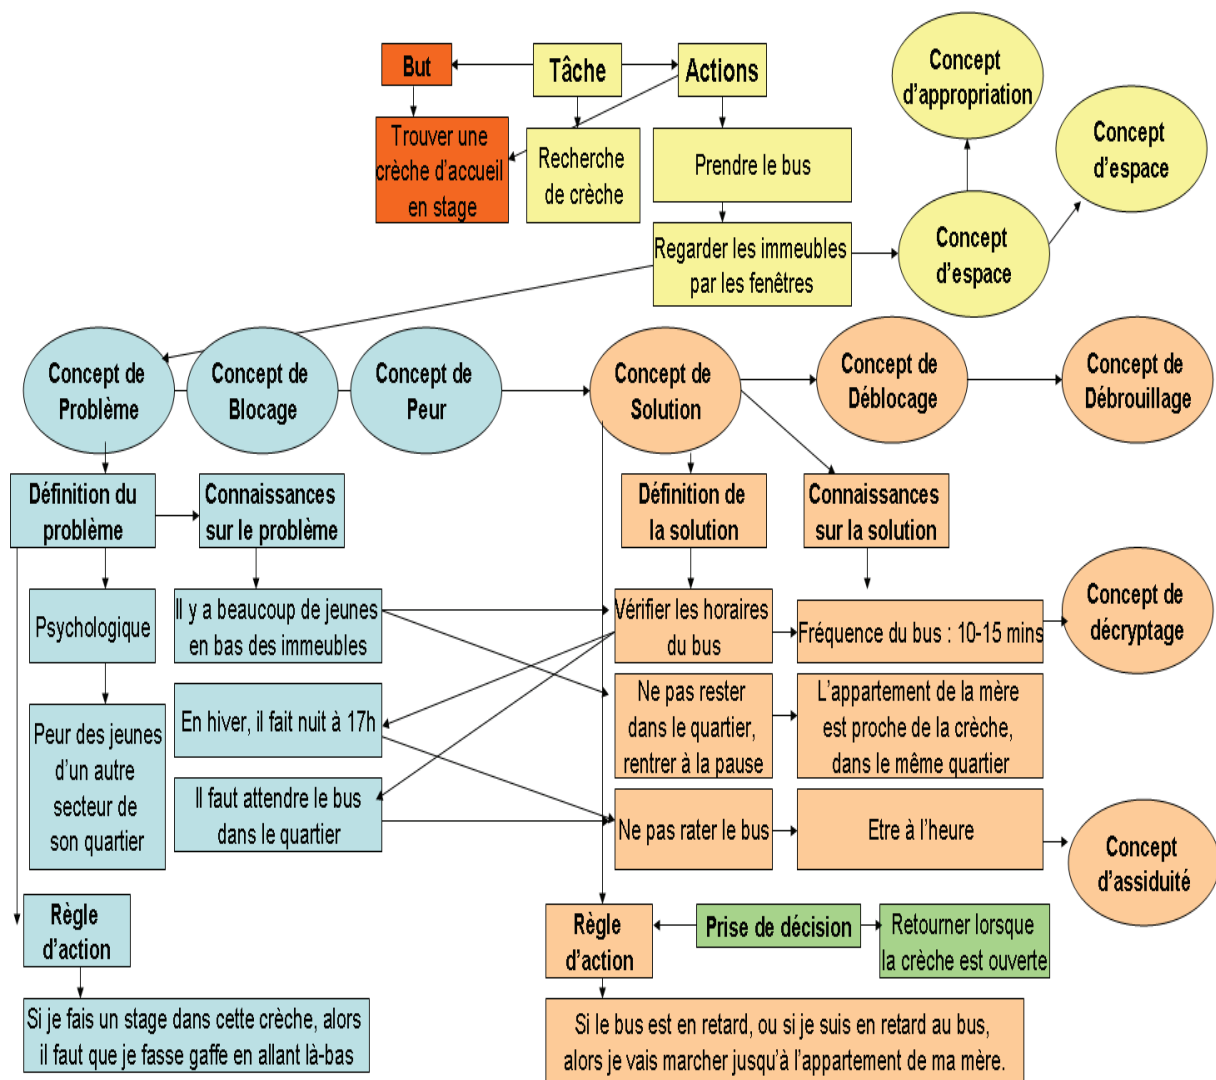 But
Tâche
Actions
Concept
d'appropriation
Trouver une
crèche d'accueil
en stage
Recherche
de crèche
Prendre le bus
Concept
d'espace
Regarder les immeubles
par les fenêtres
Concept
d'espace
Concept de
Problème
Concept de
Blocage
Concept de
Peur
Concept de
Solution
Concept de
Déblocage
Concept de
Débrouillage
Définition du
problème
Connaissances
sur le problème
Définition de
la solution
Connaissances
sur la solution
Psychologique
Il y a beaucoup de jeunes
en bas des immeubles
Vérifier les horaires
du bus
Fréquence du bus : 10-15 mins
Concept de
décryptage
Peur des jeunes
d'un autre
secteur de
son quartier
En hiver, il fait nuit à 17h
Ne pas rester
dans le quartier,
rentrer à la pause
L'appartement de la mère
est proche de la crèche,
dans le même quartier
Il faut attendre le bus
dans le quartier
Ne pas rater le bus
Etre à l'heure
Concept
d'assiduité
Règle
d'action
Règle
d'action
Prise de décision
Retourner lorsque
la crèche est ouverte
Si je fais un stage dans cette crèche, alors
il faut que je fasse gaffe en allant là-bas
Si le bus est en retard, ou si je suis en retard au bus,
alors je vais marcher jusqu'à l'appartement de ma mère.